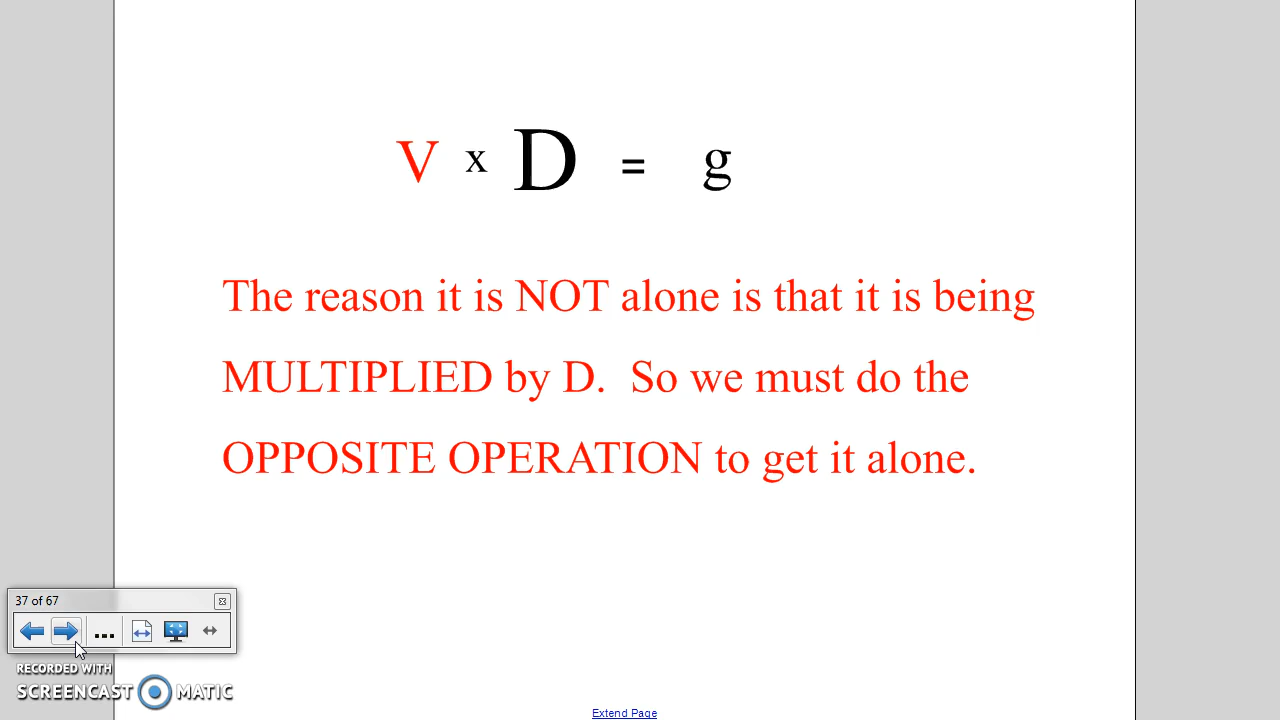 V x D = g
The reason it is NOT alone is that it is being
MULTIPLIED by D. So we must do the
OPPOSITE OPERATION to get it alone.
37 of 67
...
RECORDED WITH
SCREENCAST MATIC
Extend Page